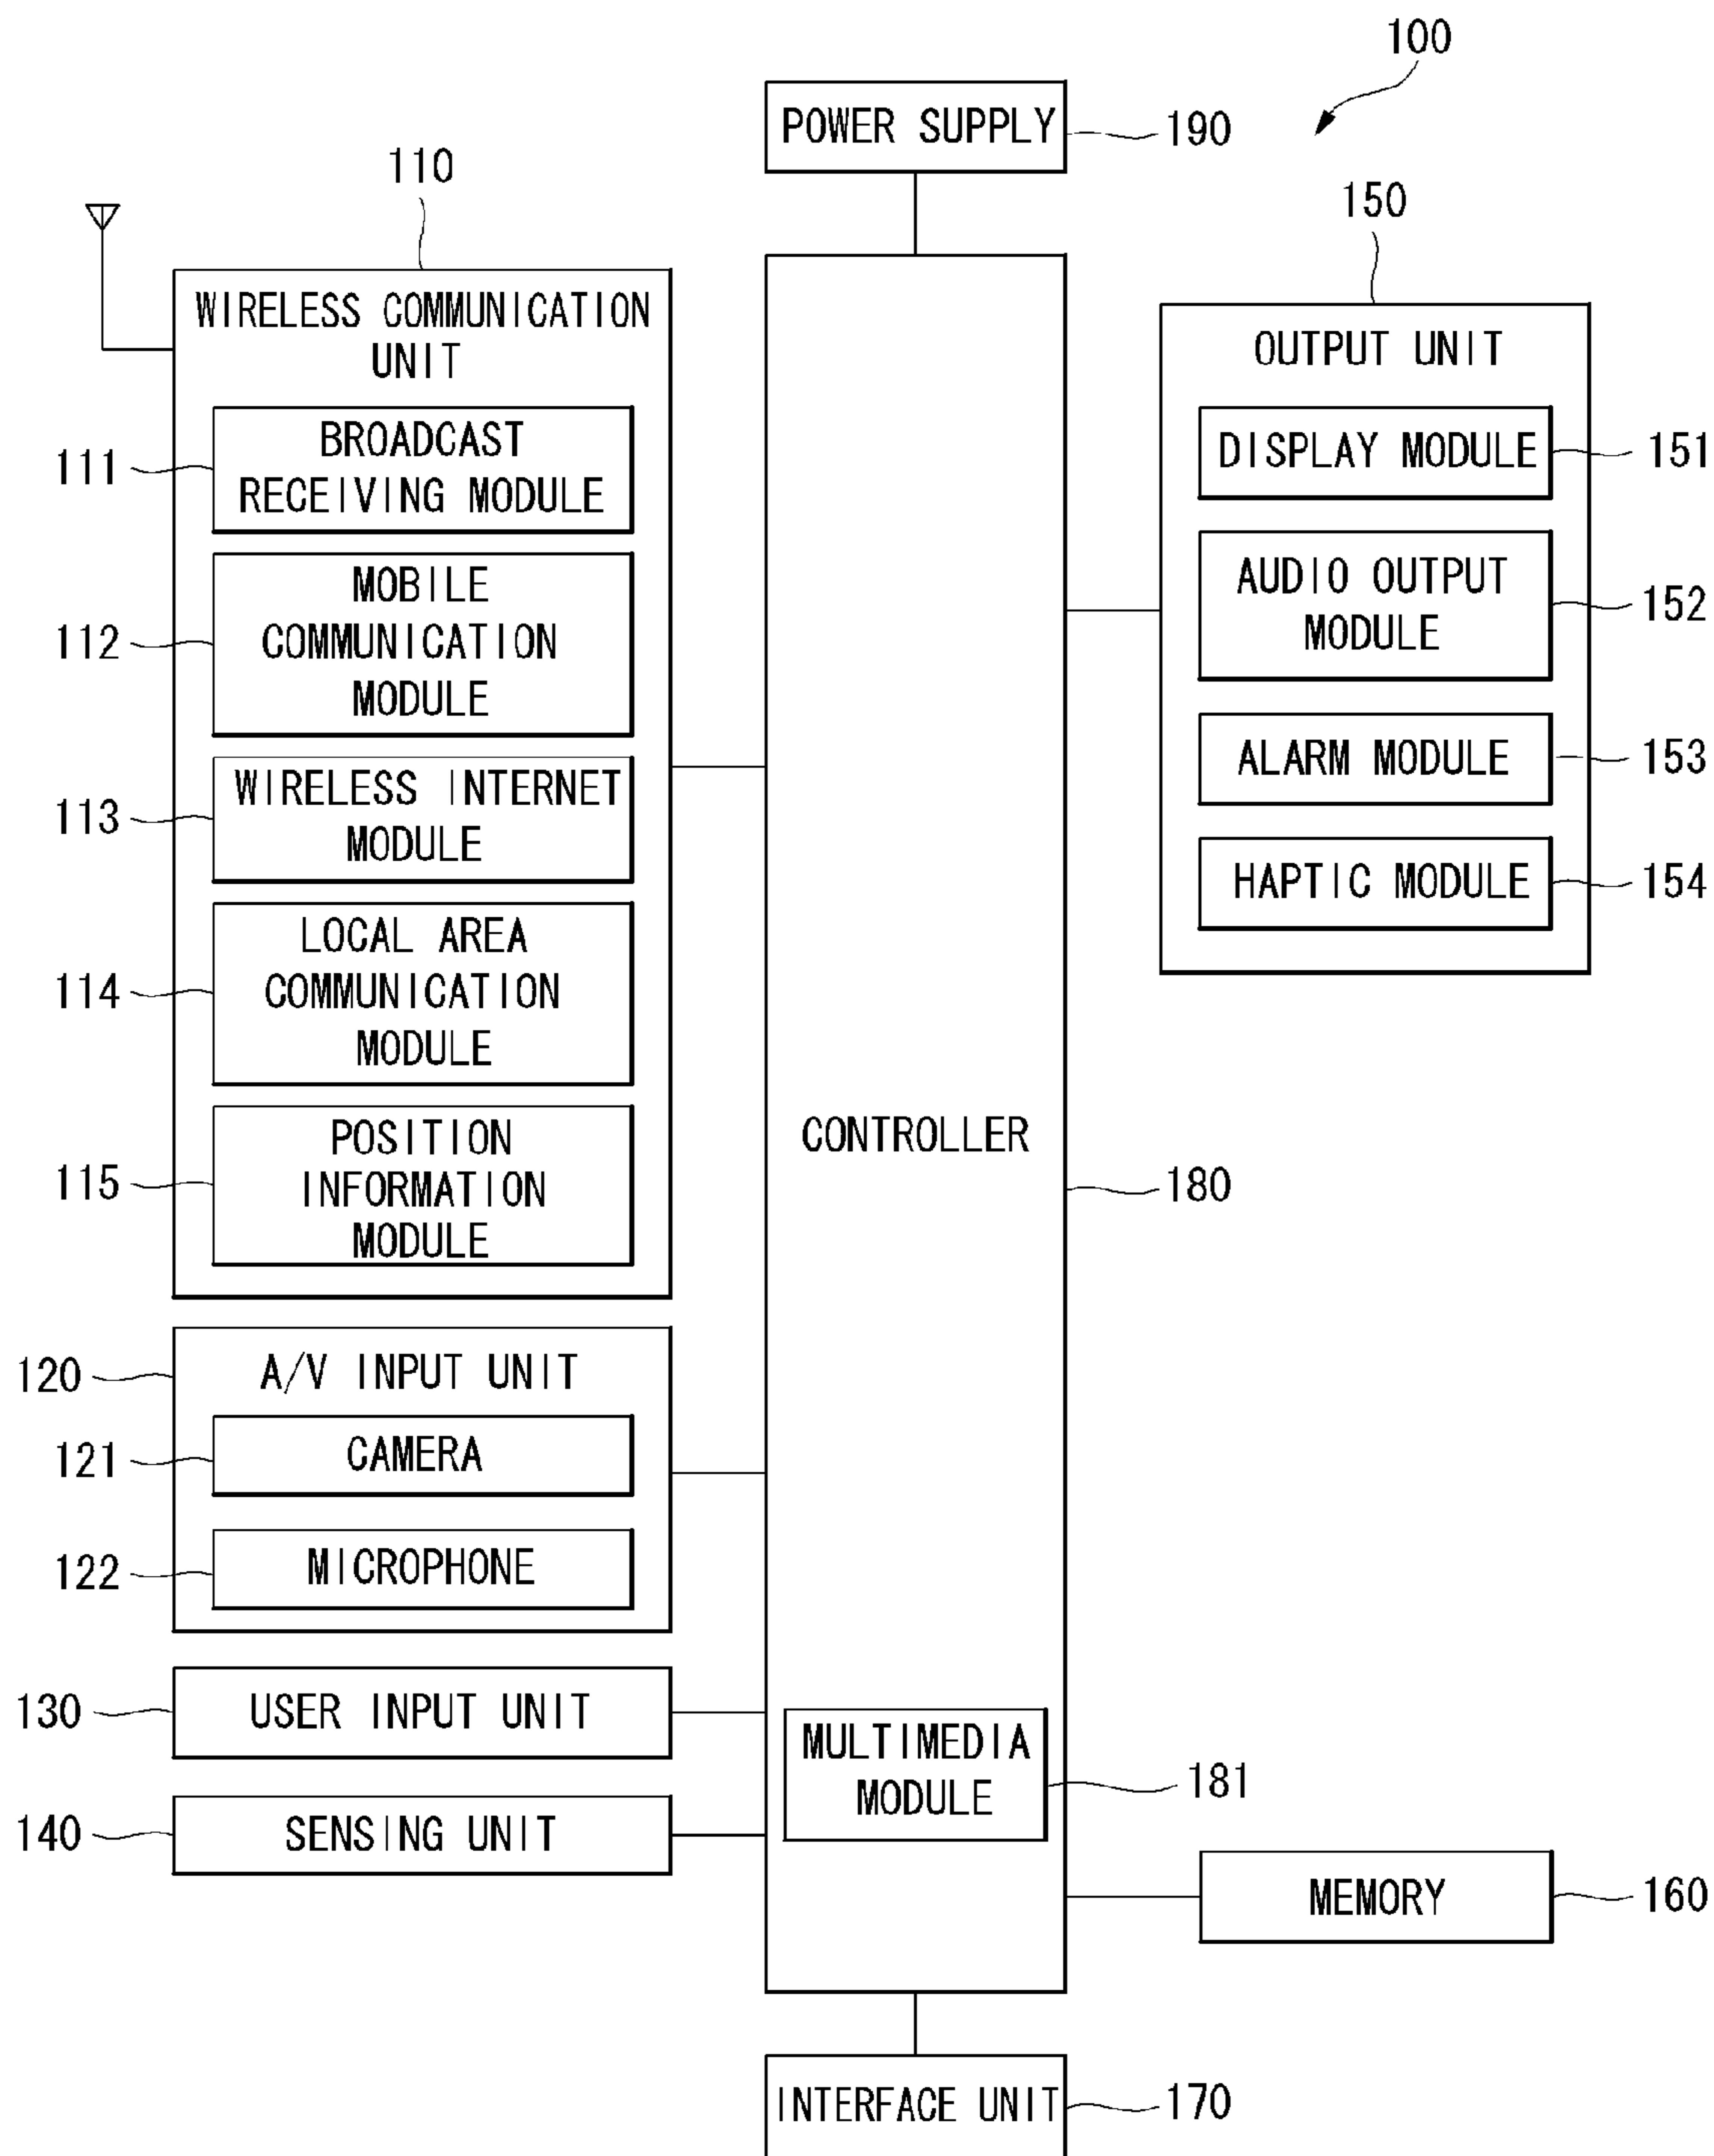 100
POWER SUPPLY
190
110
WIRELESS COMMUNICATION
UNIT
111
BROADCAST
RECEIVING MODULE
112
MOBILE
COMMUNICATION
MODULE
113
WIRELESS INTERNET
MODULE
114
LOCAL AREA
COMMUNICATION
MODULE
115
POSITION
INFORMATION
MODULE
120
A/V INPUT UNIT
121
CAMERA
122
MICROPHONE
130
USER INPUT UNIT
140
SENSING UNIT
CONTROLLER
180
MULTIMEDIA
MODULE
181
150
OUTPUT UNIT
DISPLAY MODULE
151
AUDIO OUTPUT
MODULE
152
ALARM MODULE
153
HAPTIC MODULE
154
MEMORY
160
INTERFACE UNIT
170